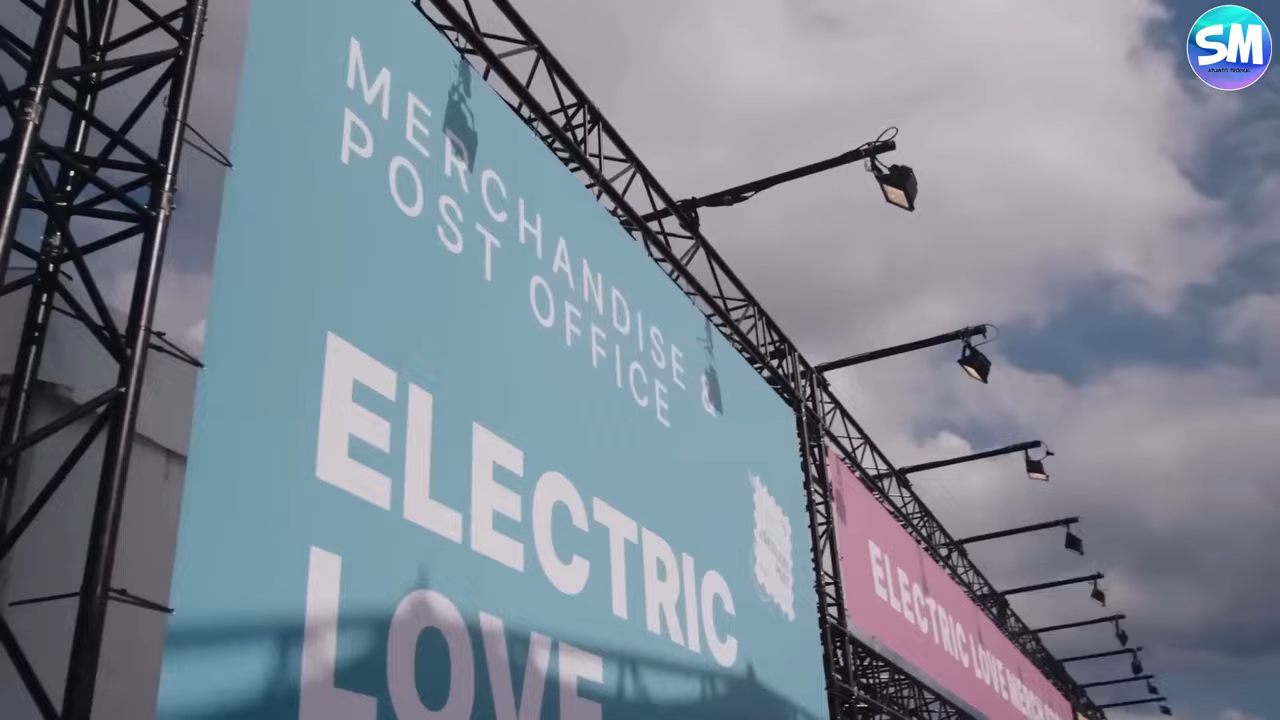 SM
MERCHANDISE &
POST OFFICE
ELECTRIC
LOVE
ELECTRIC LOVE